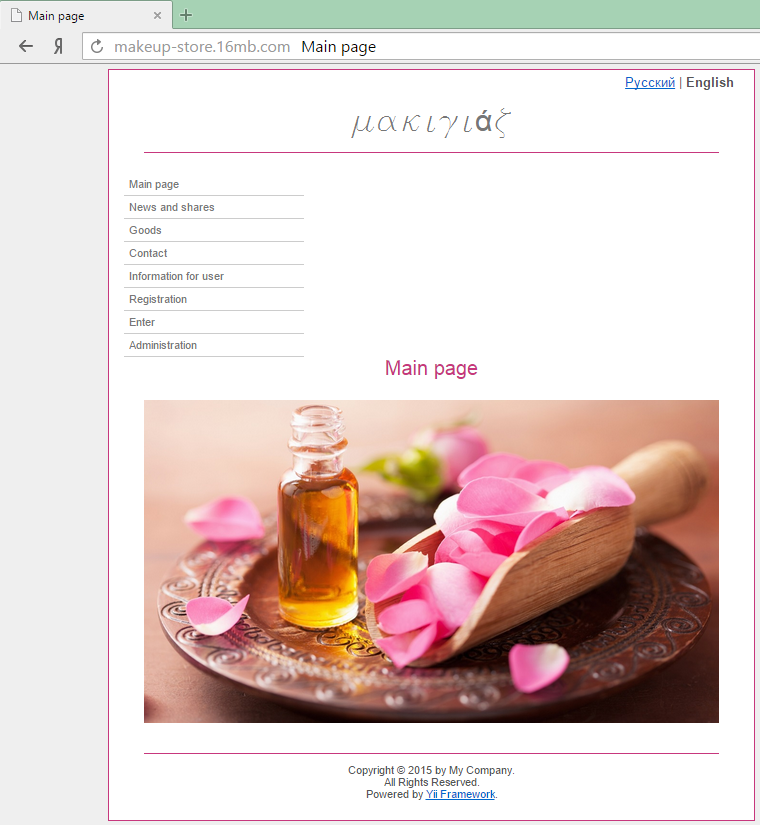 Main page
Я makeup-store.16mb.com Main page
Русский | English
μακιγιάζ
Main page
News and shares
Goods
Contact
Information for user
Registration
Enter
Administration
Main page
Copyright © 2015 by My Company.
All Rights Reserved.
Powered by Yii Framework.